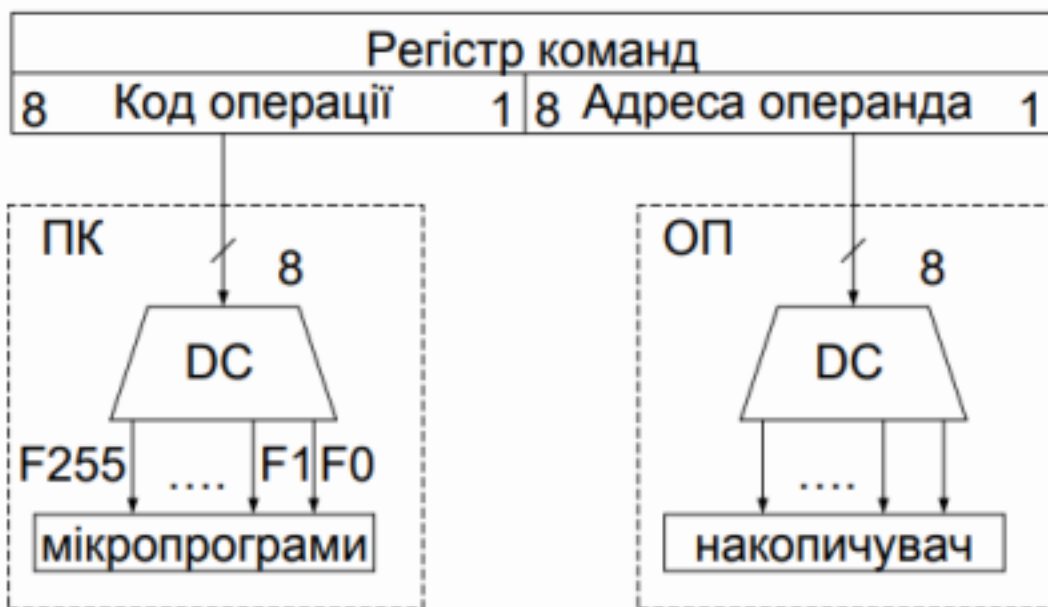 Регістр команд
8 Код операції 1 8 Адреса операнда 1
ПК ОП
8 8
DC DC
F255 .... F1 F0 ....
мікропрограми накопичувач